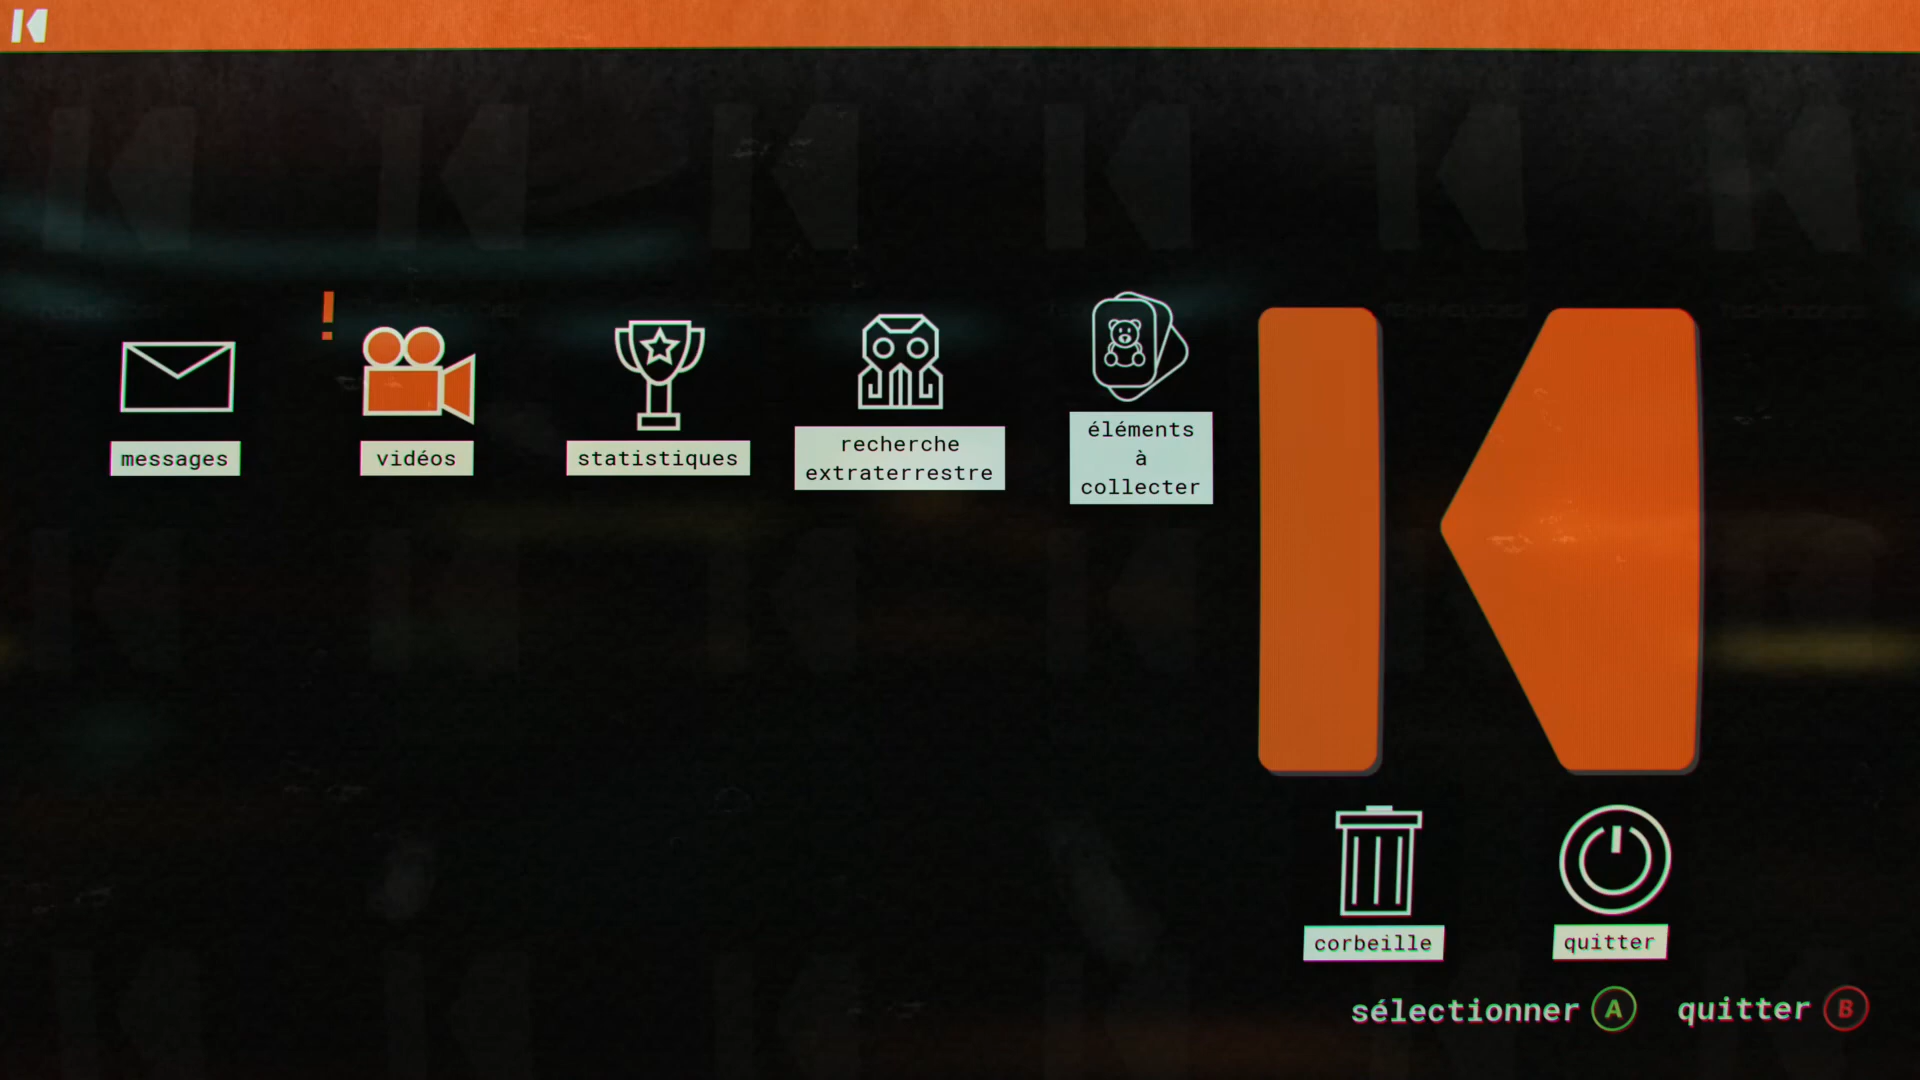 !
messages
vidéos
statistiques
recherche
extraterrestre
éléments
à
collecter
corbeille
quitter
sélectionner A
quitter B